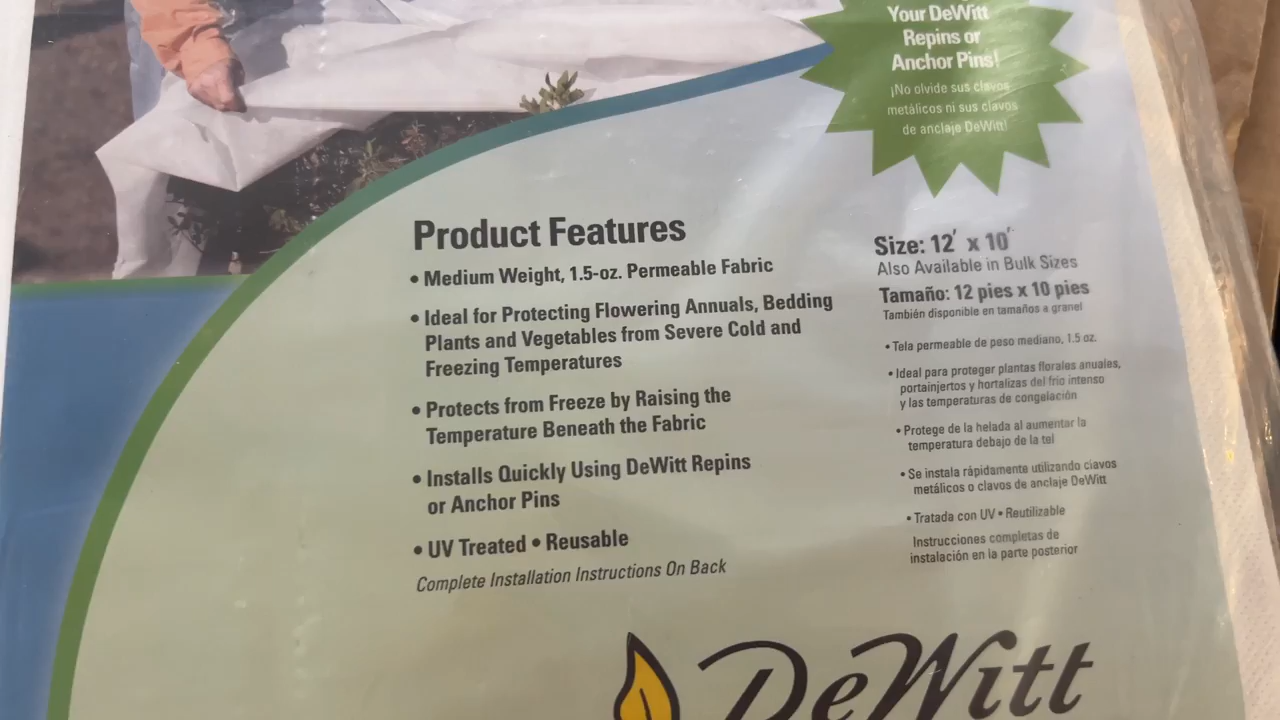 Your DeWitt
Repins or
Anchor Pins!
¡No olvide sus clavos
metálicos ni sus clavos
de anclaje DeWitt!
Product Features
• Medium Weight, 1.5-oz. Permeable Fabric
• Ideal for Protecting Flowering Annuals, Bedding
Plants and Vegetables from Severe Cold and
Freezing Temperatures
• Protects from Freeze by Raising the
Temperature Beneath the Fabric
• Installs Quickly Using DeWitt Repins
or Anchor Pins
• UV Treated • Reusable
Complete Installation Instructions On Back
Size: 12' x 10'
Also Available in Bulk Sizes
Tamaño: 12 pies x 10 pies
También disponible en tamaños a granel
• Tela permeable de peso mediano, 1.5 oz.
• Ideal para proteger plantas florales anuales,
portainjertos y hortalizas del frío intenso
y las temperaturas de congelación
• Protege de la helada al aumentar la
temperatura debajo de la tel
• Se instala rápidamente utilizando clavos
metálicos o clavos de anclaje DeWitt
• Tratada con UV • Reutilizable
Instrucciones completas de
instalación en la parte posterior
DeWitt